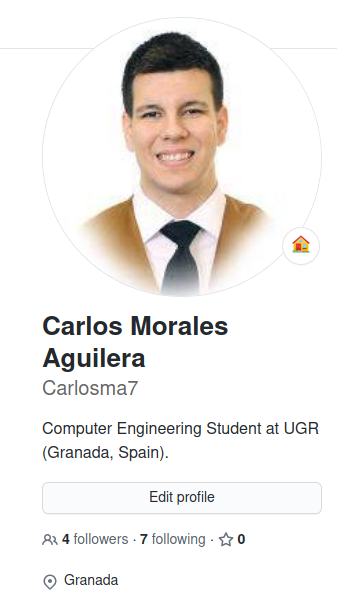 Carlos Morales
Aguilera
Carlosma7
Computer Engineering Student at UGR
(Granada, Spain).
Edit profile
4 followers · 7 following · 0
Granada